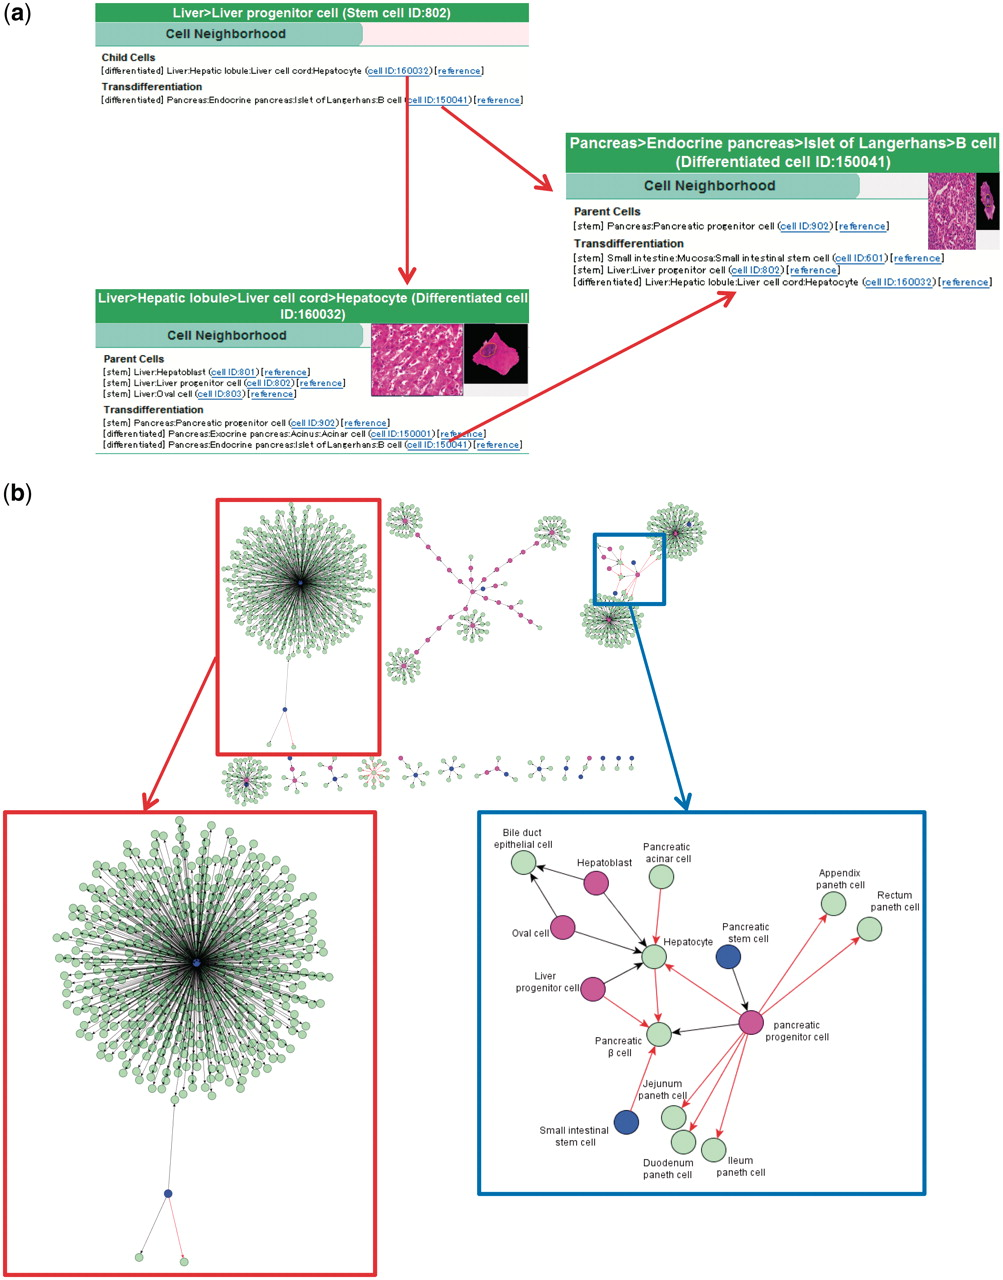 (a)
Liver>Liver progenitor cell (Stem cell ID:802)
Cell Neighborhood
Child Cells
[differentiated] Liver:Hepatic lobule:Liver cell cord:Hepatocyte (cell ID:160032) [reference]
Transdifferentiation
[differentiated] Pancreas:Endocrine pancreas:Islet of Langerhans:B cell (cell ID:150041) [reference]
Pancreas>Endocrine pancreas>Islet of Langerhans>B cell
(Differentiated cell ID:150041)
Cell Neighborhood
Parent Cells
[stem] Pancreas:Pancreatic progenitor cell (cell ID:902) [reference]
Transdifferentiation
[stem] Small intestine:Mucosa:Small intestinal stem cell (cell ID:601) [reference]
[stem] Liver:Liver progenitor cell (cell ID:802) [reference]
[differentiated] Liver:Hepatic lobule:Liver cell cord:Hepatocyte (cell ID:160032) [reference]
Liver>Hepatic lobule>Liver cell cord>Hepatocyte (Differentiated cell
ID:160032)
Cell Neighborhood
Parent Cells
[stem] Liver:Hepatoblast (cell ID:801) [reference]
[stem] Liver:Liver progenitor cell (cell ID:802) [reference]
[stem] Liver:Oval cell (cell ID:803) [reference]
Transdifferentiation
[stem] Pancreas:Pancreatic progenitor cell (cell ID:902) [reference]
[differentiated] Pancreas:Exocrine pancreas:Acinus:Acinar cell (cell ID:150001) [reference]
[differentiated] Pancreas:Endocrine pancreas:Islet of Langerhans:B cell (cell ID:150041) [reference]
(b)
Bile duct
epithelial cell
Hepatoblast
Pancreatic
acinar cell
Appendix
paneth cell
Rectum
paneth cell
Oval cell
Hepatocyte
Pancreatic
stem cell
Liver
progenitor cell
Pancreatic
β cell
pancreatic
progenitor cell
Jejunum
paneth cell
Small intestinal
stem cell
Duodenum
paneth cell
Ileum
paneth cell